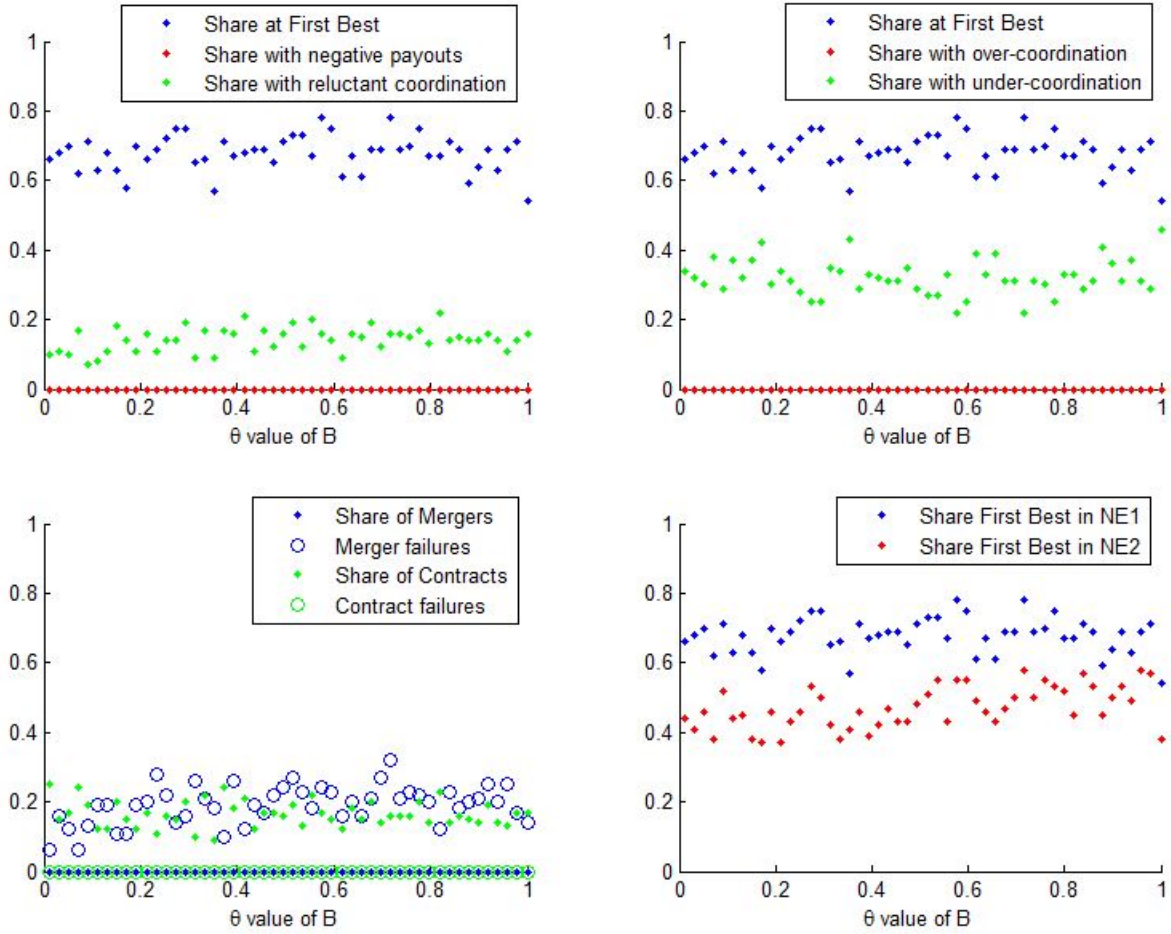 Share at First Best
Share with negative payouts
Share with reluctant coordination
1
0.8
0.6
0.4
0.2
0
0 0.2 0.4 0.6 0.8 1
θ value of B
Share at First Best
Share with over-coordination
Share with under-coordination
1
0.8
0.6
0.4
0.2
0
0 0.2 0.4 0.6 0.8 1
θ value of B
Share of Mergers
Merger failures
Share of Contracts
Contract failures
1
0.8
0.6
0.4
0.2
0
0 0.2 0.4 0.6 0.8 1
θ value of B
Share First Best in NE1
Share First Best in NE2
1
0.8
0.6
0.4
0.2
0
0 0.2 0.4 0.6 0.8 1
θ value of B